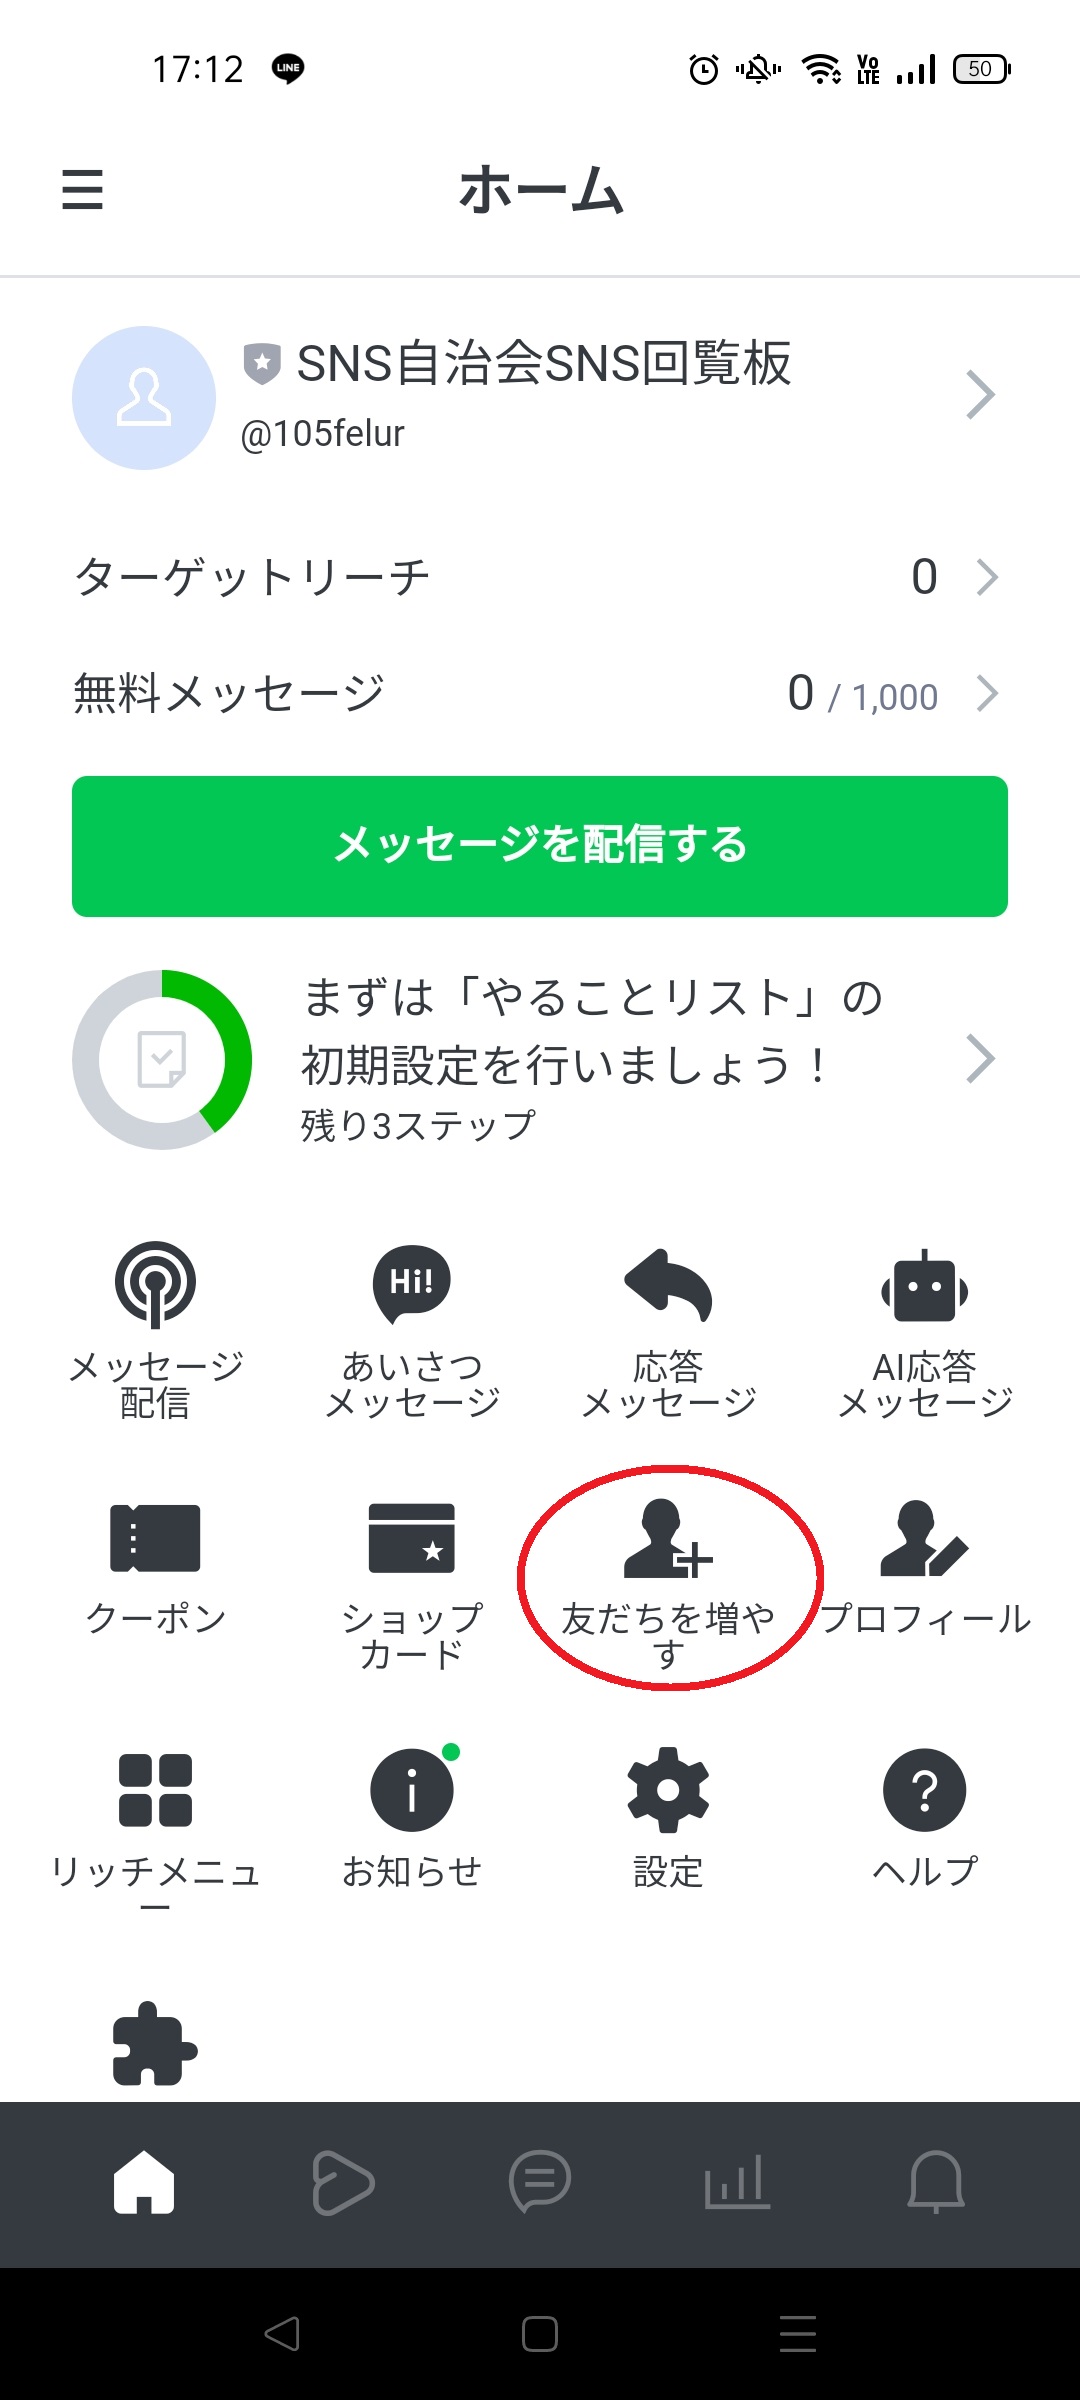 17:12 LINE Vo LTE 50
ホーム
SNS自治会SNS回覧板
@105felur
ターゲットリーチ 0
無料メッセージ 0 / 1,000
メッセージを配信する
まずは「やることリスト」の
初期設定を行いましょう！
残り3ステップ
Hi!
メッセージ
配信
あいさつ
メッセージ
応答
メッセージ
AI応答
メッセージ
クーポン
ショップ
カード
友だちを増や
す
プロフィール
リッチメニュ
ー
お知らせ
設定
ヘルプ